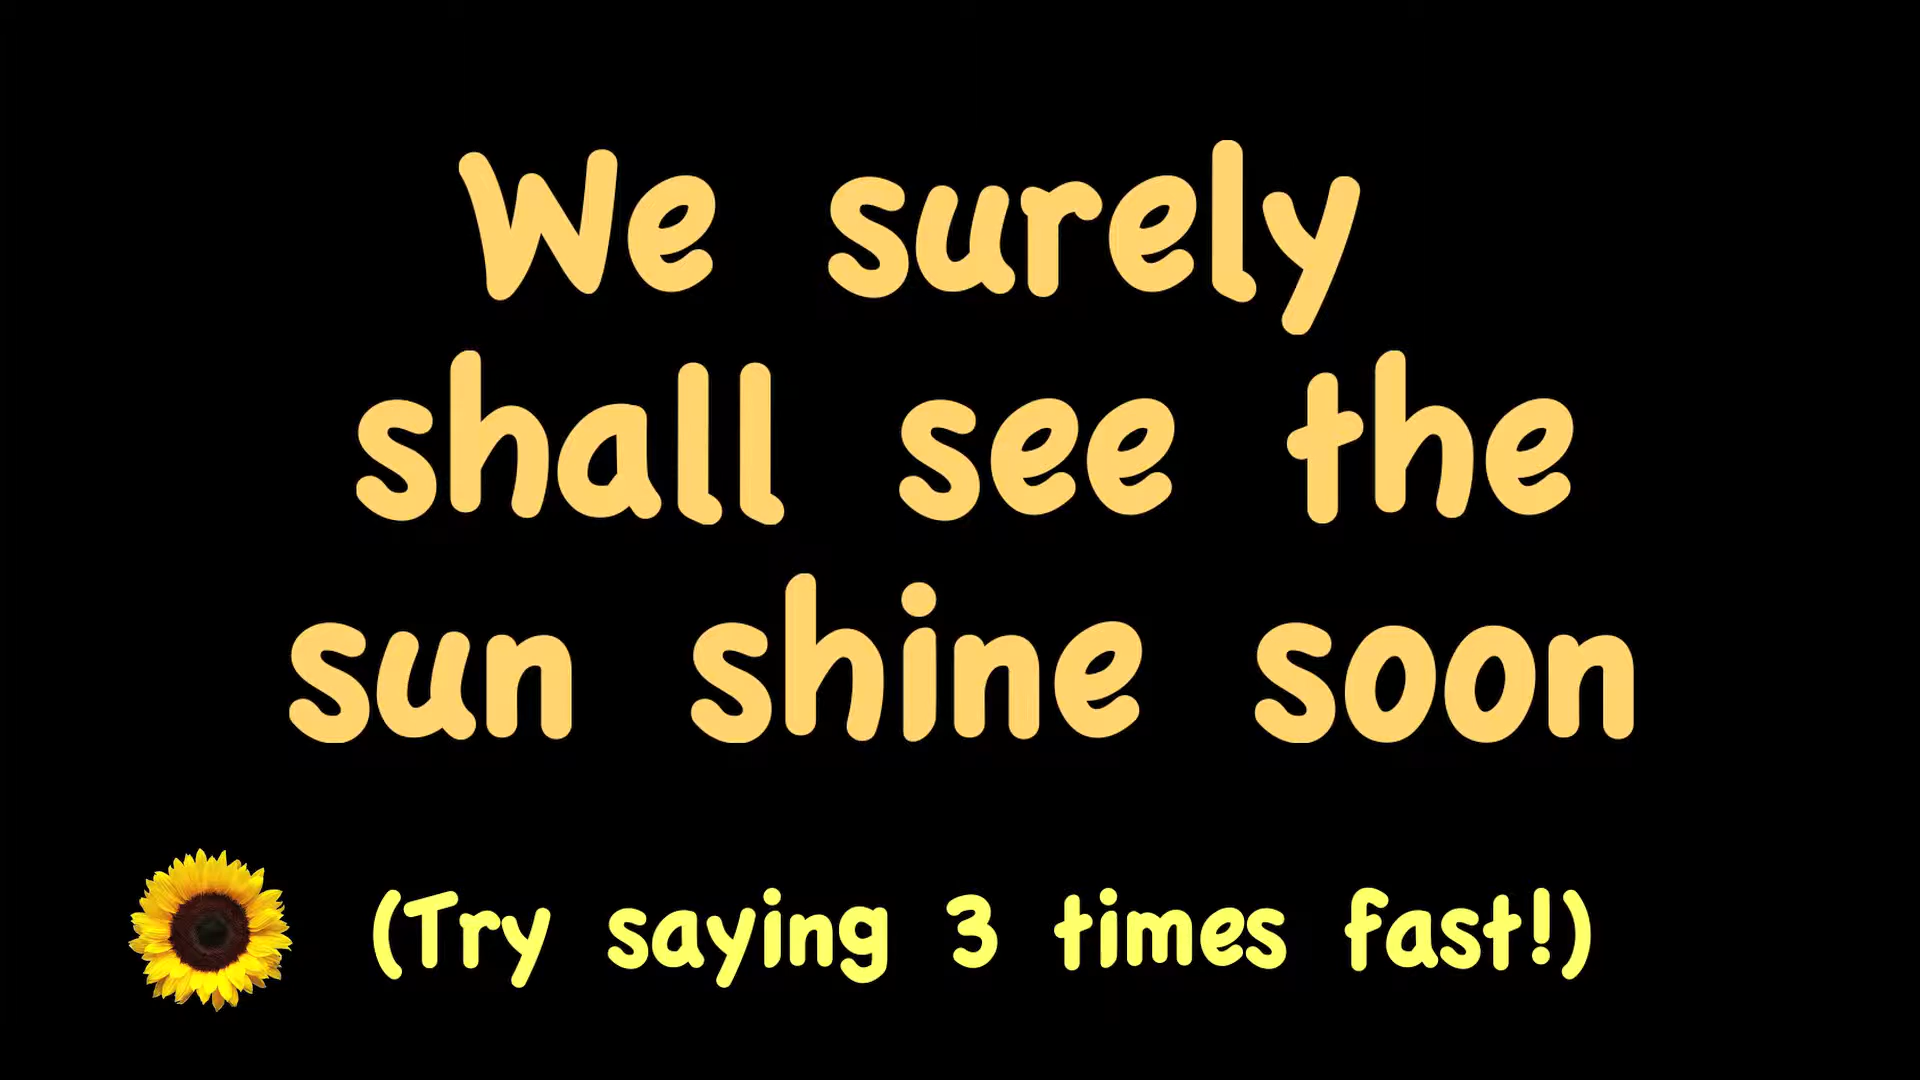 We surely
shall see the
sun shine soon
(Try saying 3 times fast!)